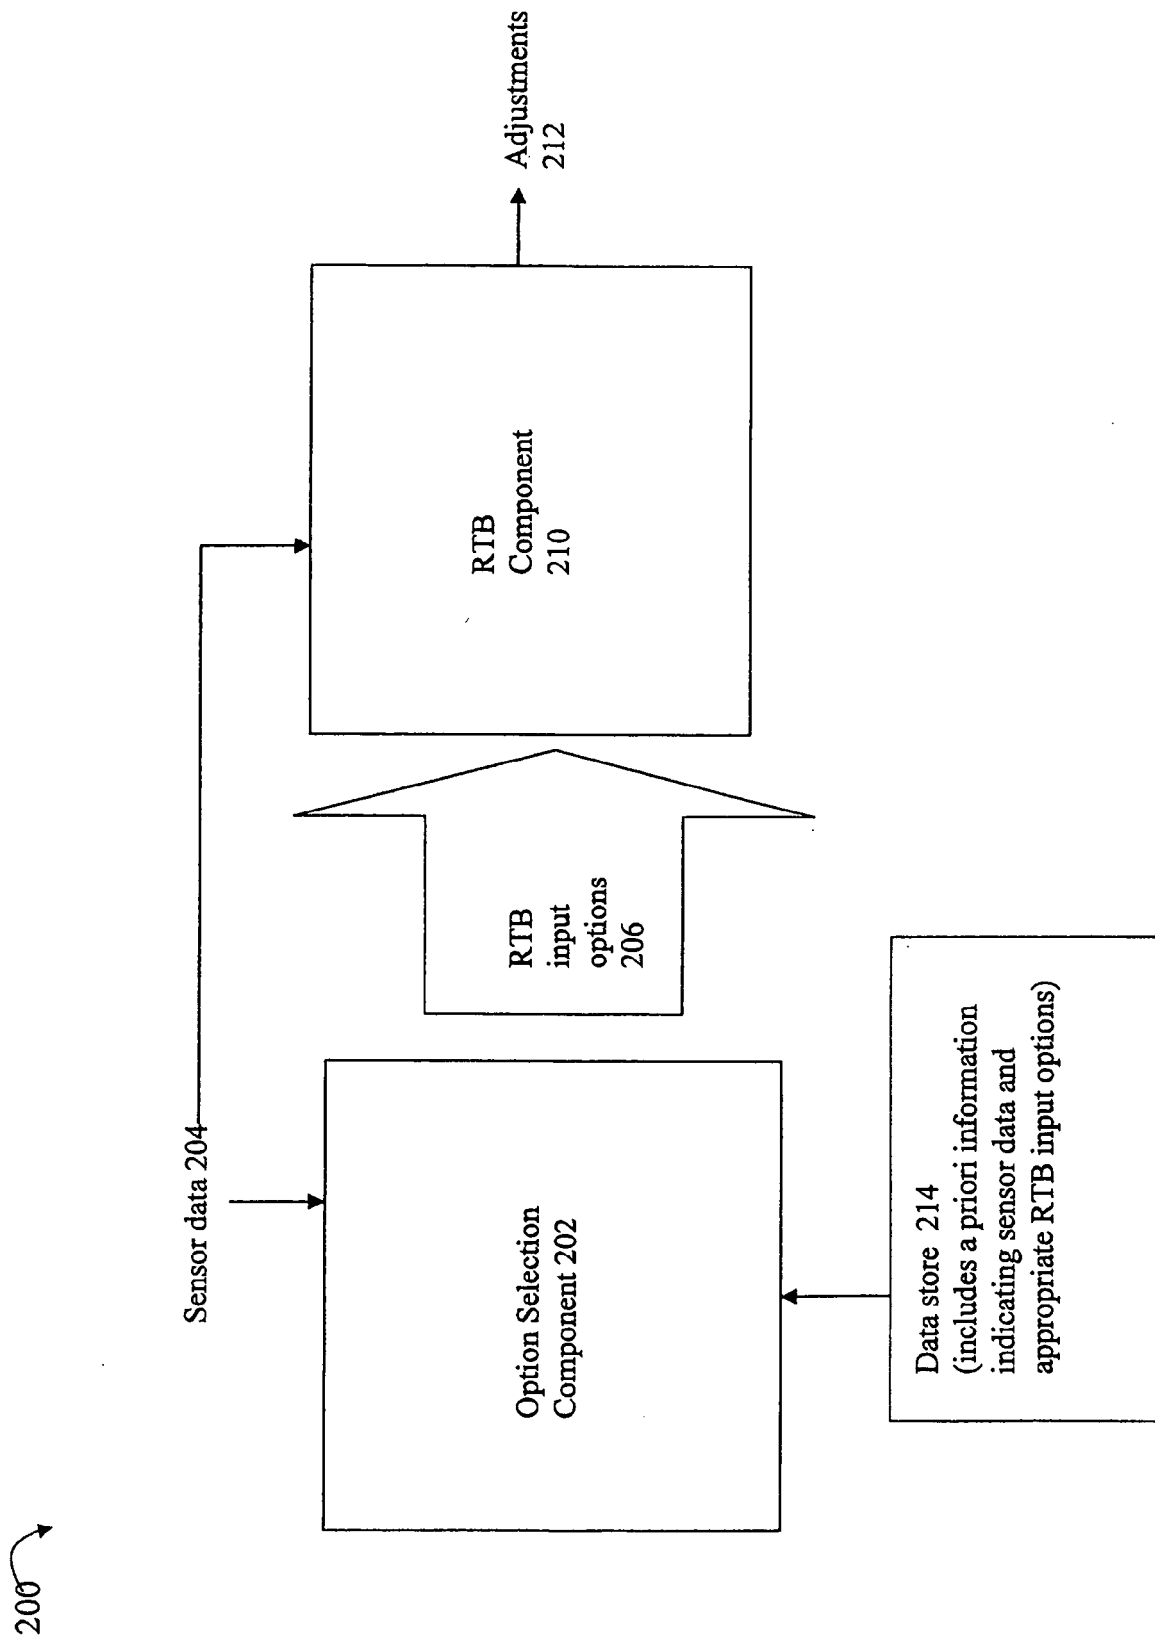 200
Sensor data 204
Option Selection
Component 202
RTB
input
options
206
RTB
Component
210
Adjustments
212
Data store 214
(includes a priori information
indicating sensor data and
appropriate RTB input options)